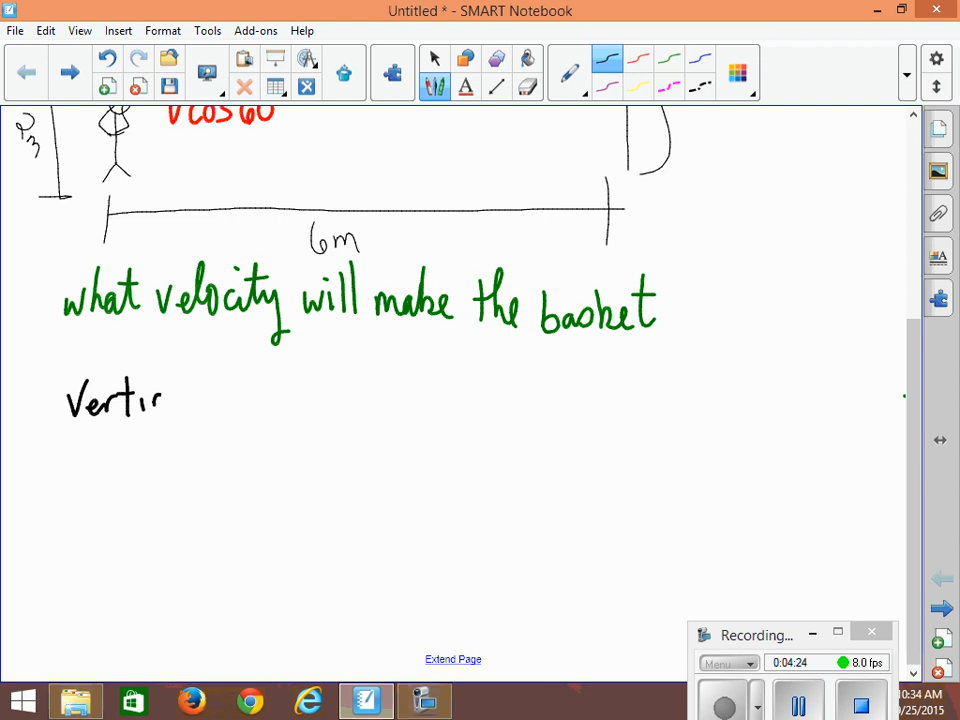 Untitled * - SMART Notebook
File Edit View Insert Format Tools Add-ons Help
vcos60
6m
what velocity will make the basket
Vertic
Extend Page
Recording...
Menu
0:04:24
8.0 fps
10:34 AM
9/25/2015